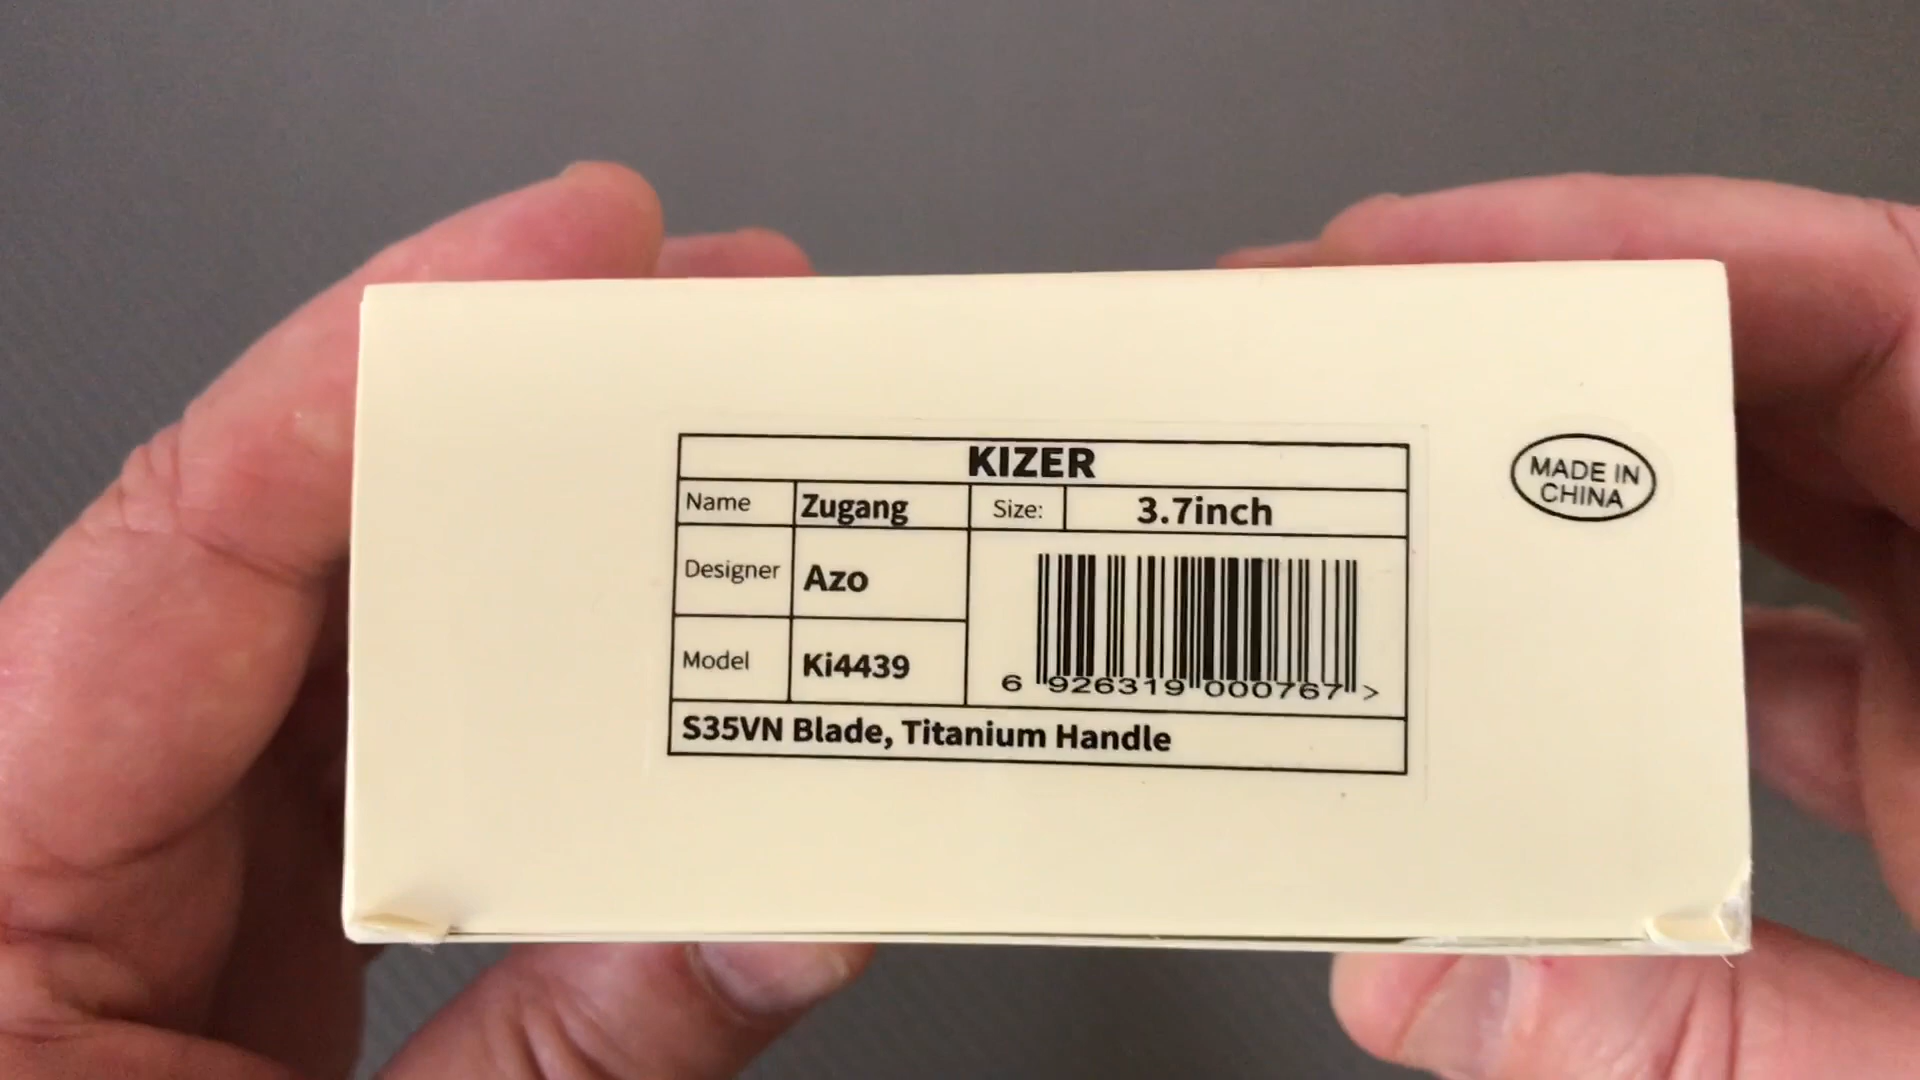 KIZER
Name Zugang Size: 3.7inch
Designer Azo
Model Ki4439
6 926319 000767 >
S35VN Blade, Titanium Handle
MADE IN
CHINA